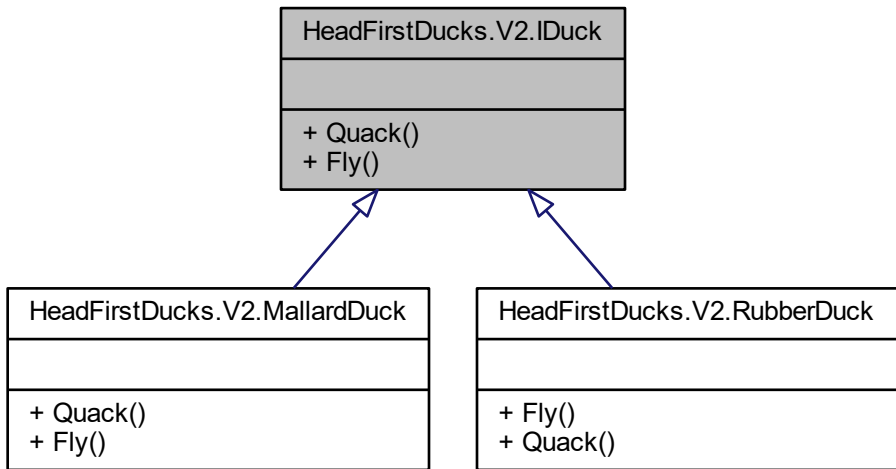 HeadFirstDucks.V2.IDuck
+ Quack()
+ Fly()
HeadFirstDucks.V2.MallardDuck
+ Quack()
+ Fly()
HeadFirstDucks.V2.RubberDuck
+ Fly()
+ Quack()